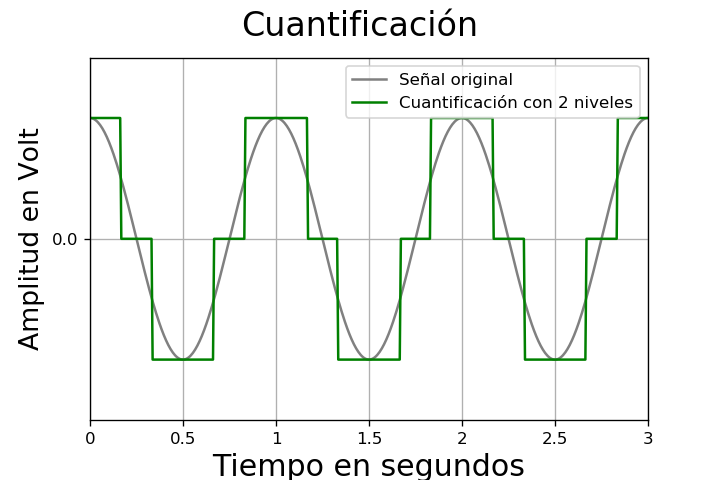 Cuantificación
Señal original
Cuantificación con 2 niveles
Amplitud en Volt
0.0
0 0.5 1 1.5 2 2.5 3
Tiempo en segundos